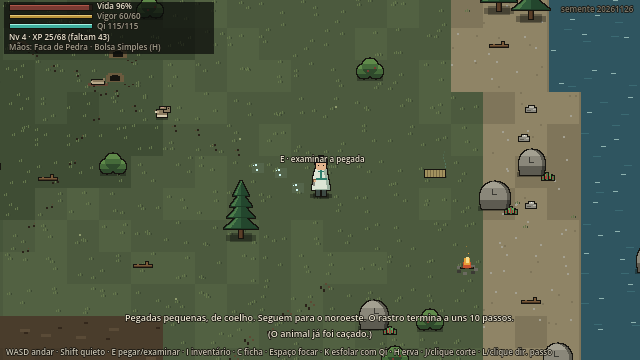 Vida 96%
Vigor 60/60
Qi 115/115
Nv 4 · XP 25/68 (faltam 43)
Mãos: Faca de Pedra · Bolsa Simples (H)
semente 20261126
E · examinar a pegada
Pegadas pequenas, de coelho. Seguem para o noroeste. O rastro termina a uns 10 passos.
(O animal já foi caçado.)
WASD andar · Shift quieto · E pegar/examinar · I inventário · C ficha · Espaço focar · K esfolar com Qi · H erva · J/clique corte · L/clique dir. passo